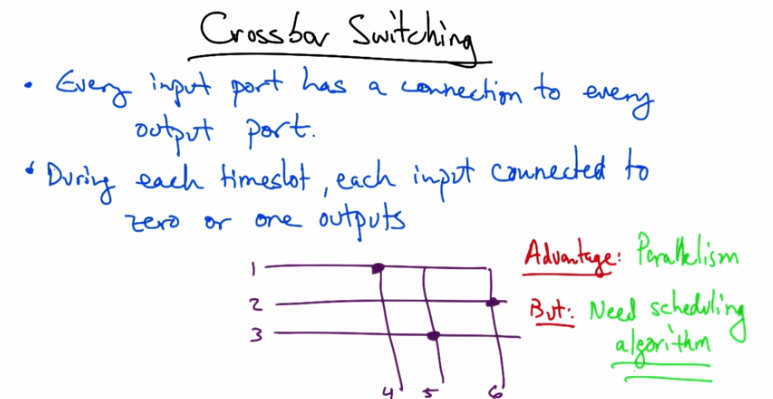 Crossbar Switching
• Every input port has a connection to every
output port.
• During each timeslot, each input connected to
zero or one outputs
Advantage: Parallelism
But: Need scheduling
algorithm
1
2
3
4 5 6